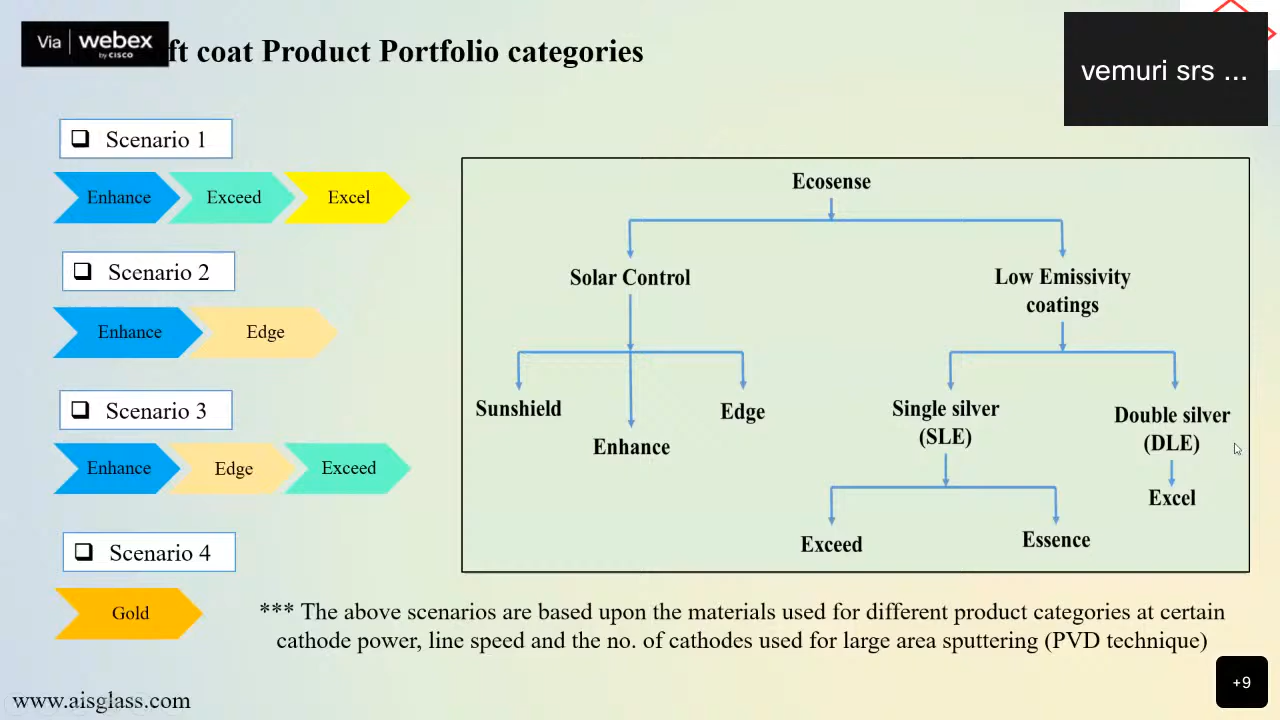 Via webex
by CISCO
ft coat Product Portfolio categories
vemuri srs ...
Scenario 1
Enhance Exceed Excel
Scenario 2
Enhance Edge
Scenario 3
Enhance Edge Exceed
Scenario 4
Gold
Ecosense
Solar Control
Low Emissivity
coatings
Sunshield
Enhance
Edge
Single silver
(SLE)
Double silver
(DLE)
Excel
Exceed
Essence
*** The above scenarios are based upon the materials used for different product categories at certain
cathode power, line speed and the no. of cathodes used for large area sputtering (PVD technique)
+9
www.aisglass.com